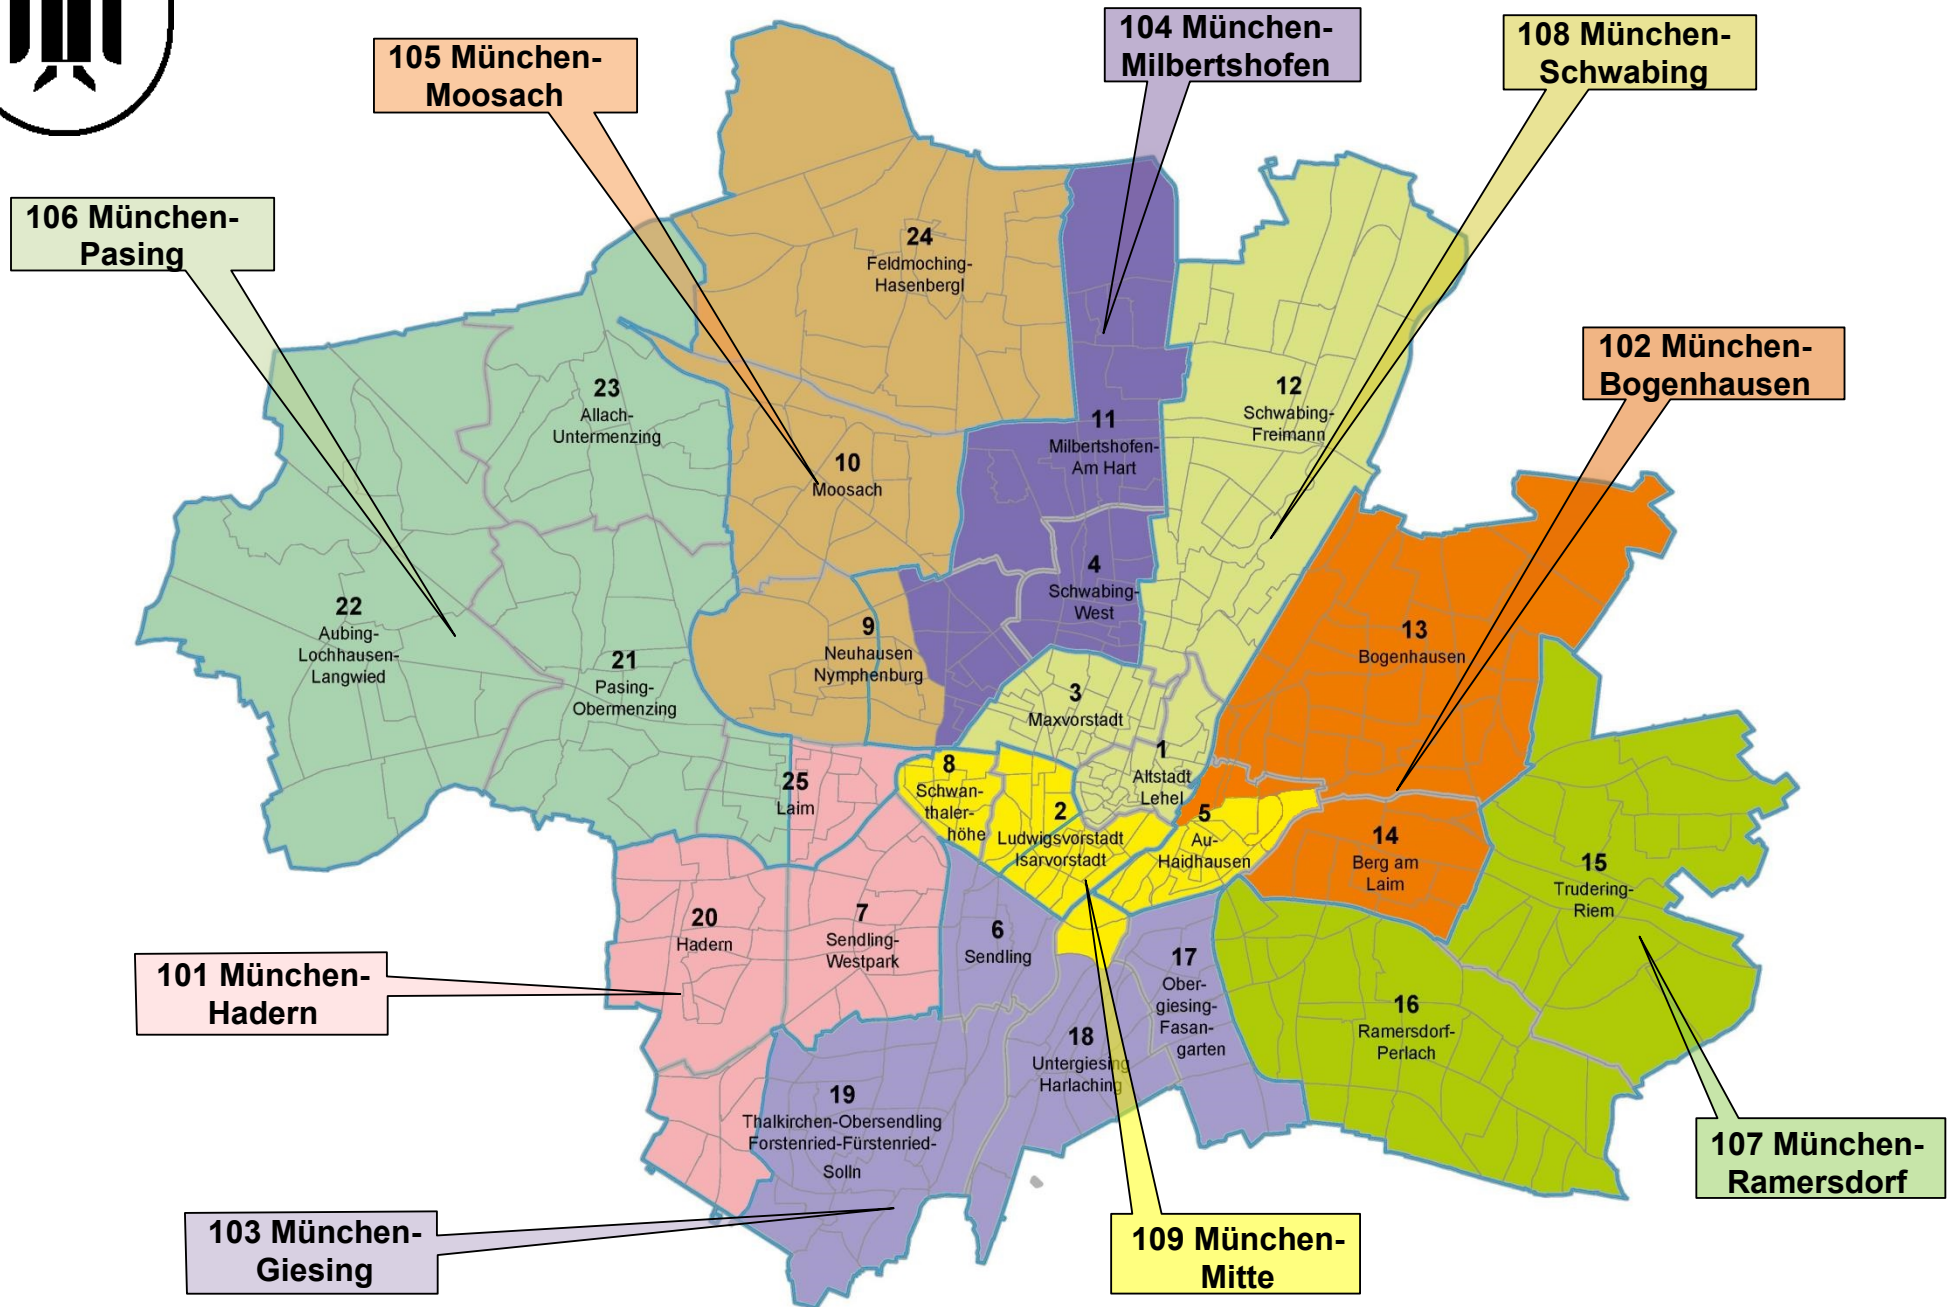 104 München-
Milbertshofen
108 München-
Schwabing
105 München-
Moosach
106 München-
Pasing
102 München-
Bogenhausen
24
Feldmoching-
Hasenbergl
23
Allach-
Untermenzing
12
Schwabing-
Freimann
11
Milbertshofen-
Am Hart
10
Moosach
4
Schwabing-
West
22
Aubing-
Lochhausen-
Langwied
9
Neuhausen
Nymphenburg
13
Bogenhausen
21
Pasing-
Obermenzing
3
Maxvorstadt
1
Altstadt
Lehel
25
Laim
8
Schwan-
thaler-
höhe
2
Ludwigsvorstadt
Isarvorstadt
5
Au-
Haidhausen
14
Berg am
Laim
15
Trudering-
Riem
20
Hadern
7
Sendling-
Westpark
6
Sendling
17
Ober-
giesing-
Fasan-
garten
16
Ramersdorf-
Perlach
18
Untergiesing
Harlaching
19
Thalkirchen-Obersendling
Forstenried-Fürstenried-
Solln
101 München-
Hadern
107 München-
Ramersdorf
103 München-
Giesing
109 München-
Mitte